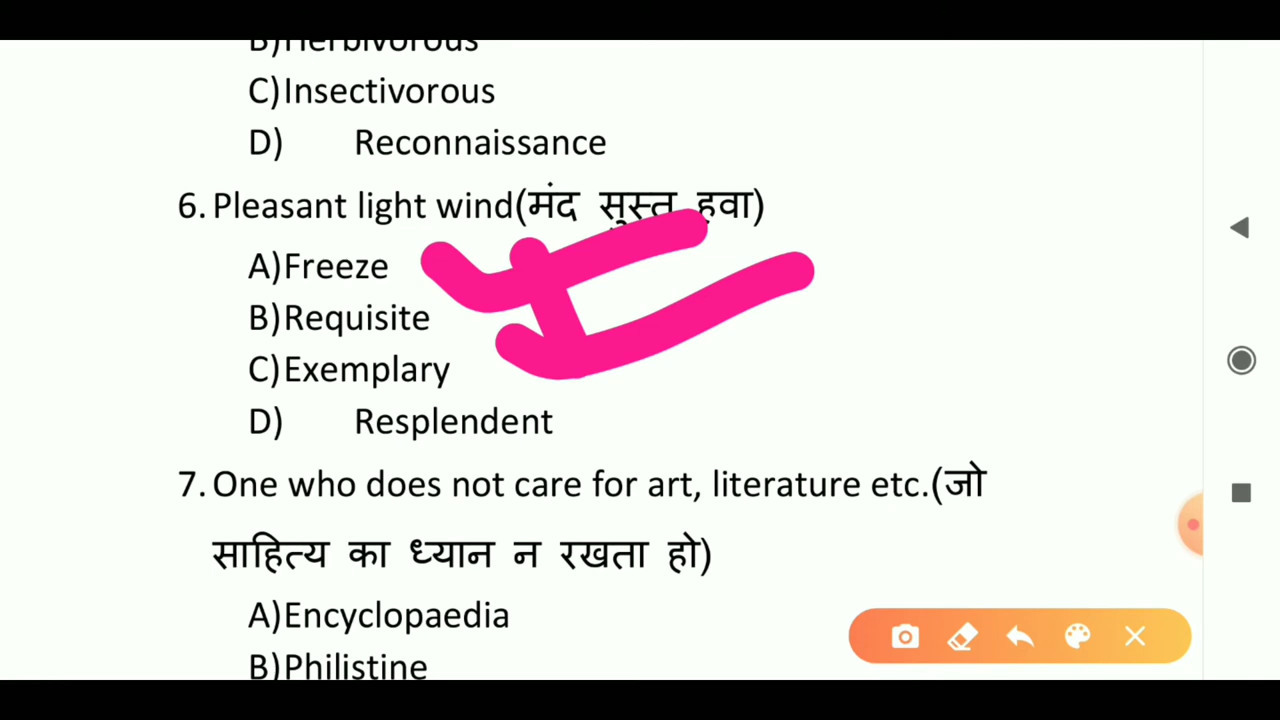 B)Herbivorous
C)Insectivorous
D) Reconnaissance
6. Pleasant light wind(मंद सुस्त हवा)
A)Freeze
B)Requisite
C)Exemplary
D) Resplendent
7. One who does not care for art, literature etc.(जो
साहित्य का ध्यान न रखता हो)
A)Encyclopaedia
B)Philistine